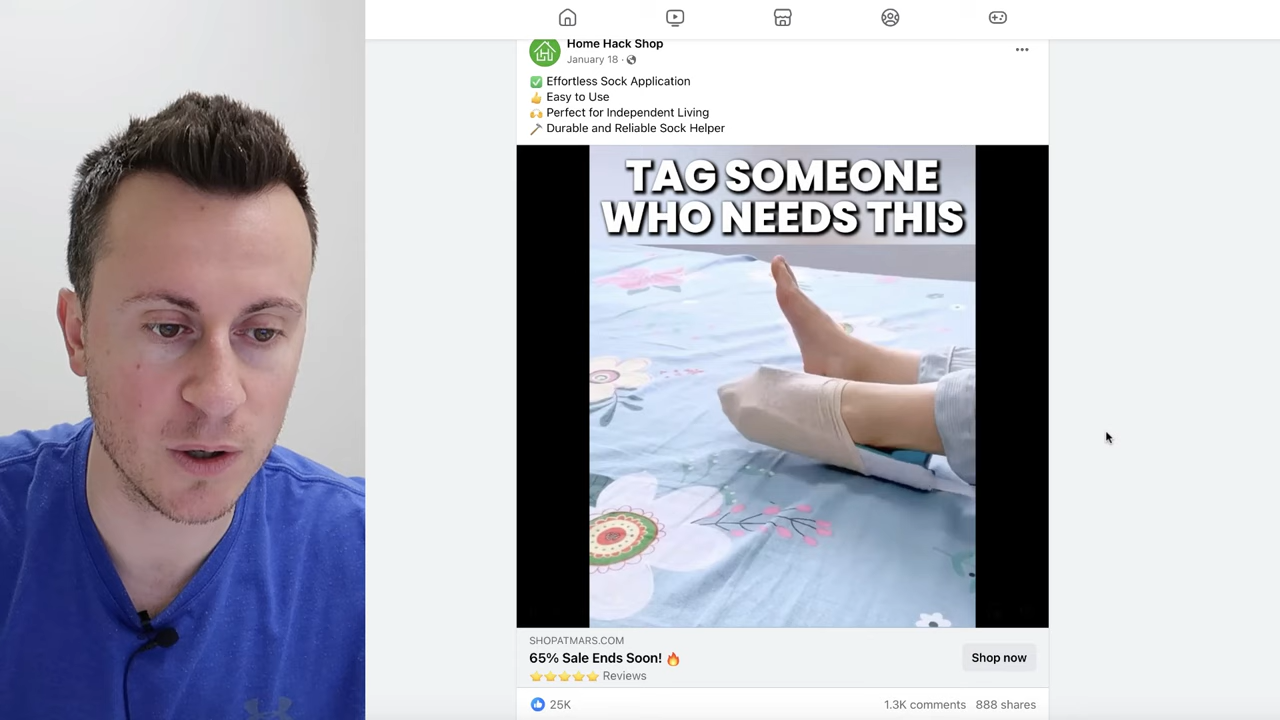 Home Hack Shop
January 18 ·
✅ Effortless Sock Application
👍 Easy to Use
🙌 Perfect for Independent Living
⛏️ Durable and Reliable Sock Helper
TAG SOMEONE
WHO NEEDS THIS
SHOPATMARS.COM
65% Sale Ends Soon! 🔥
Shop now
⭐⭐⭐⭐⭐ Reviews
25K
1.3K comments 888 shares